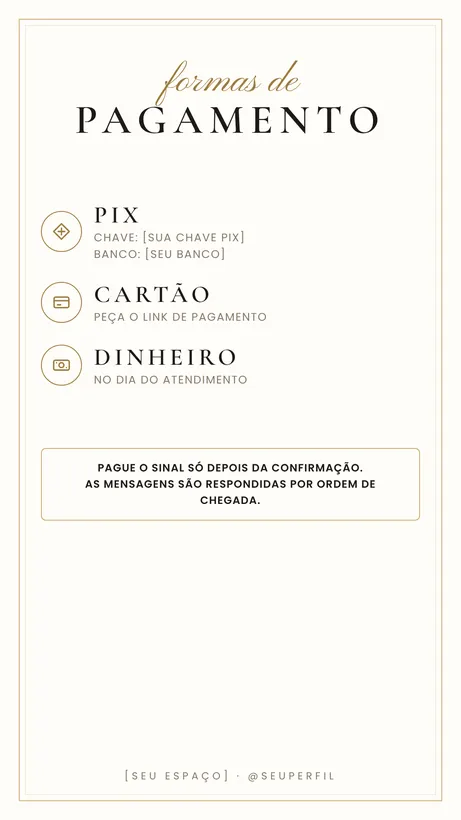 formas de
PAGAMENTO
PIX
CHAVE: [SUA CHAVE PIX]
BANCO: [SEU BANCO]
CARTÃO
PEÇA O LINK DE PAGAMENTO
DINHEIRO
NO DIA DO ATENDIMENTO
PAGUE O SINAL SÓ DEPOIS DA CONFIRMAÇÃO.
AS MENSAGENS SÃO RESPONDIDAS POR ORDEM DE
CHEGADA.
[SEU ESPAÇO] · @SEUPERFIL